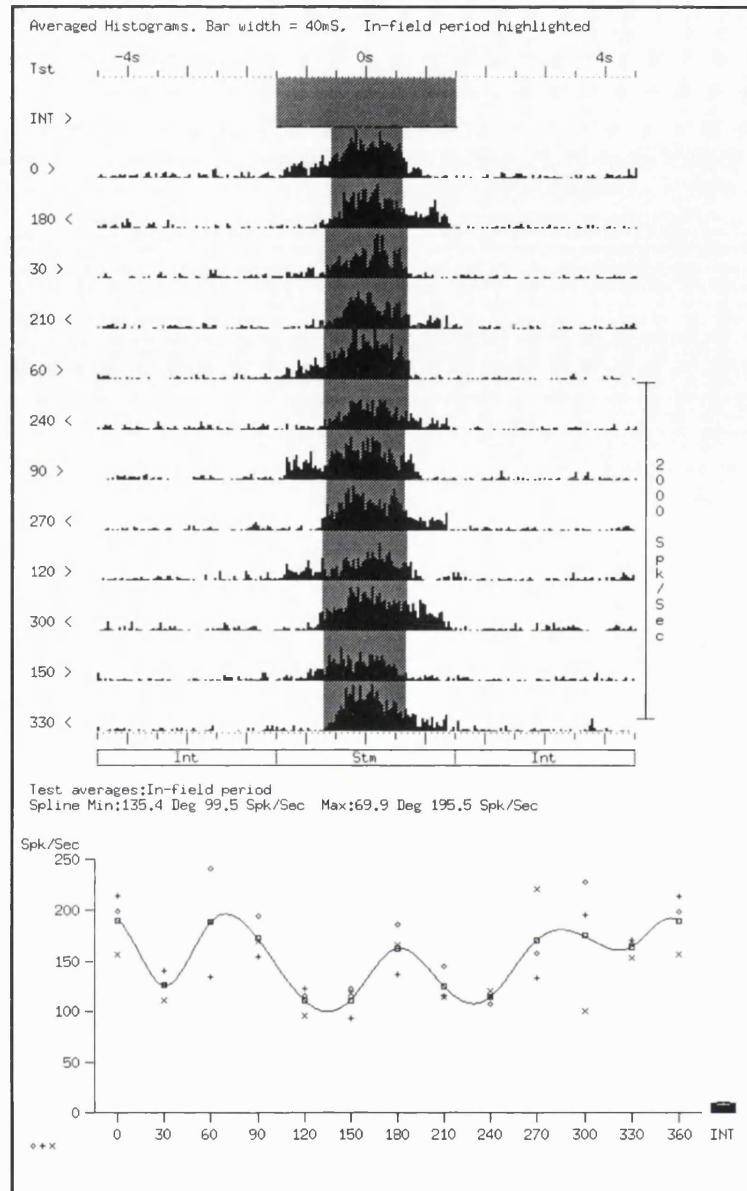 Averaged Histograms. Bar width = 40mS, In-field period highlighted
-4s 0s 4s
Tst
INT >
0 >
180 <
30 >
210 <
60 >
240 <
90 >
270 <
120 >
300 <
150 >
330 <
2000 Spk/Sec
Int Stm Int
Test averages:In-field period
Spline Min:135.4 Deg 99.5 Spk/Sec Max:69.9 Deg 195.5 Spk/Sec
Spk/Sec
250
200
150
100
50
0
0 30 60 90 120 150 180 210 240 270 300 330 360 INT